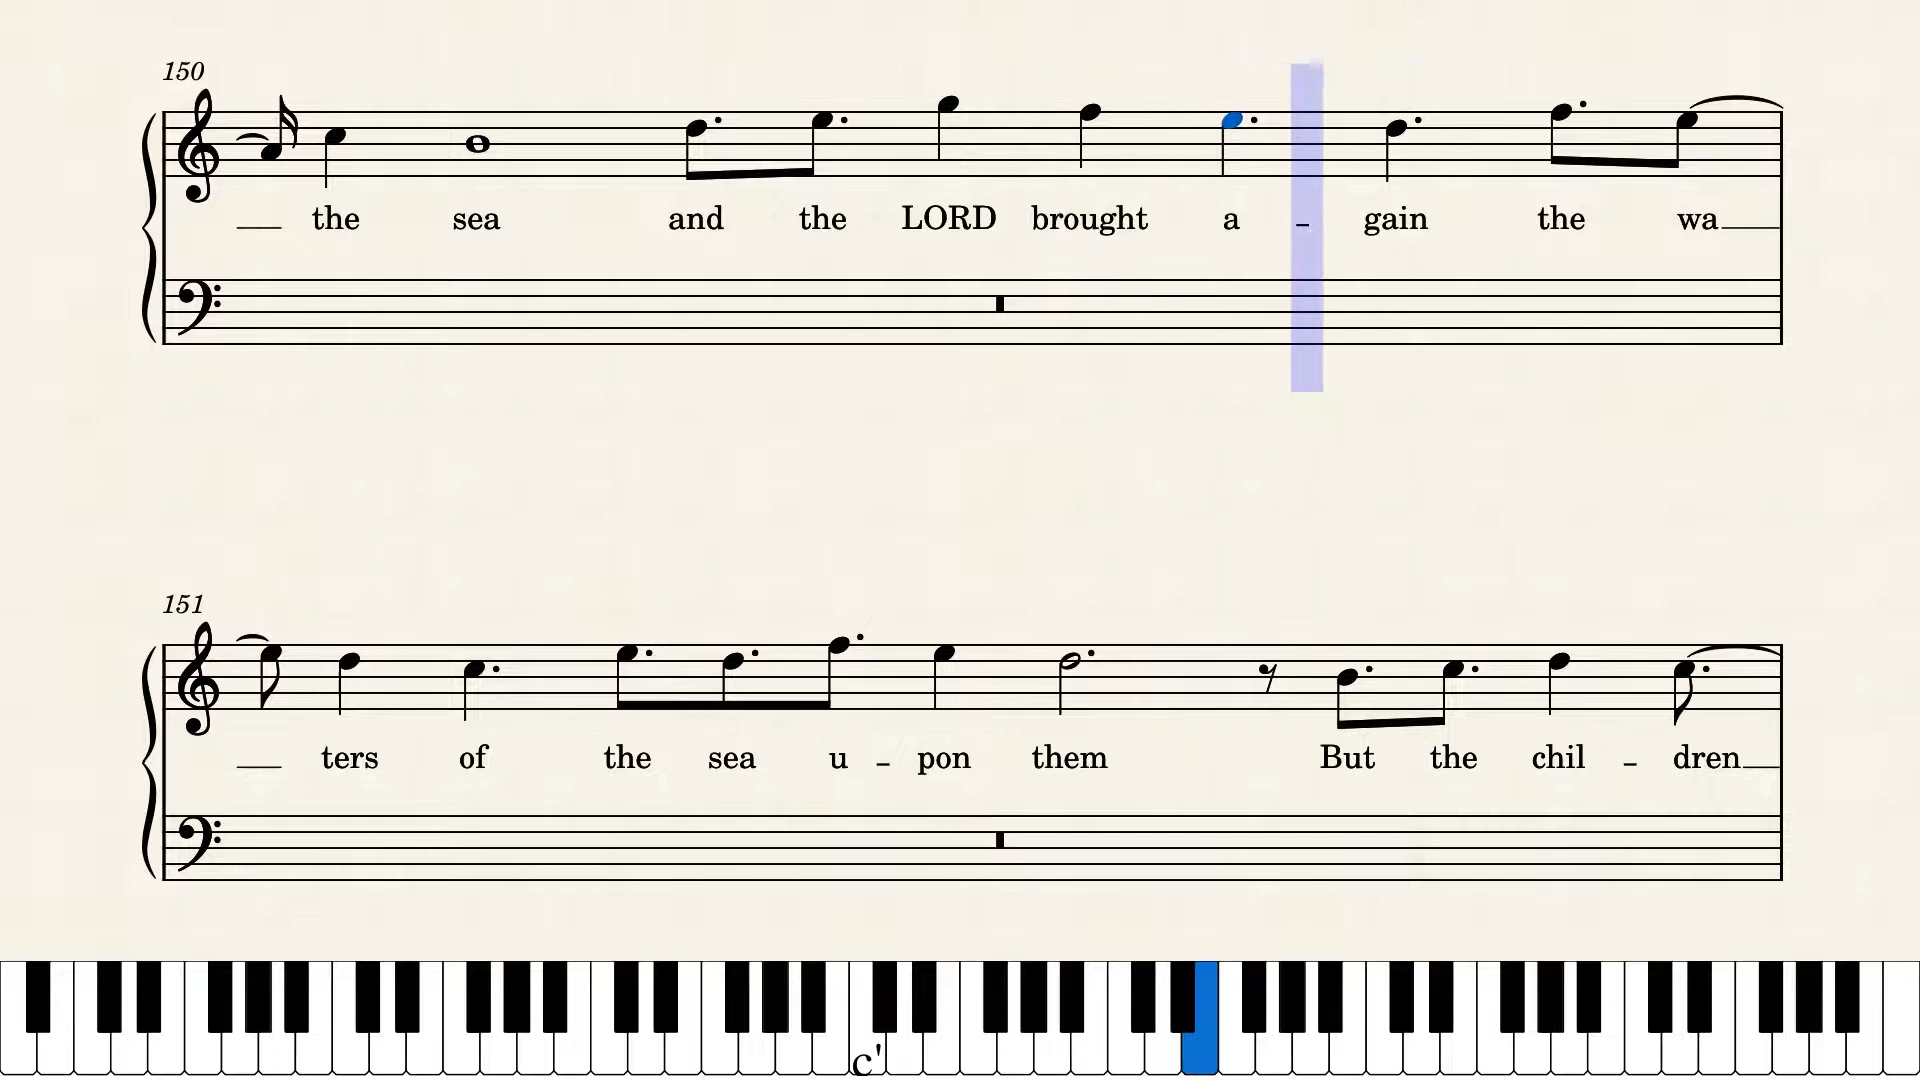 150
the sea and the LORD brought a - gain the wa
151
ters of the sea u - pon them But the chil - dren
c'